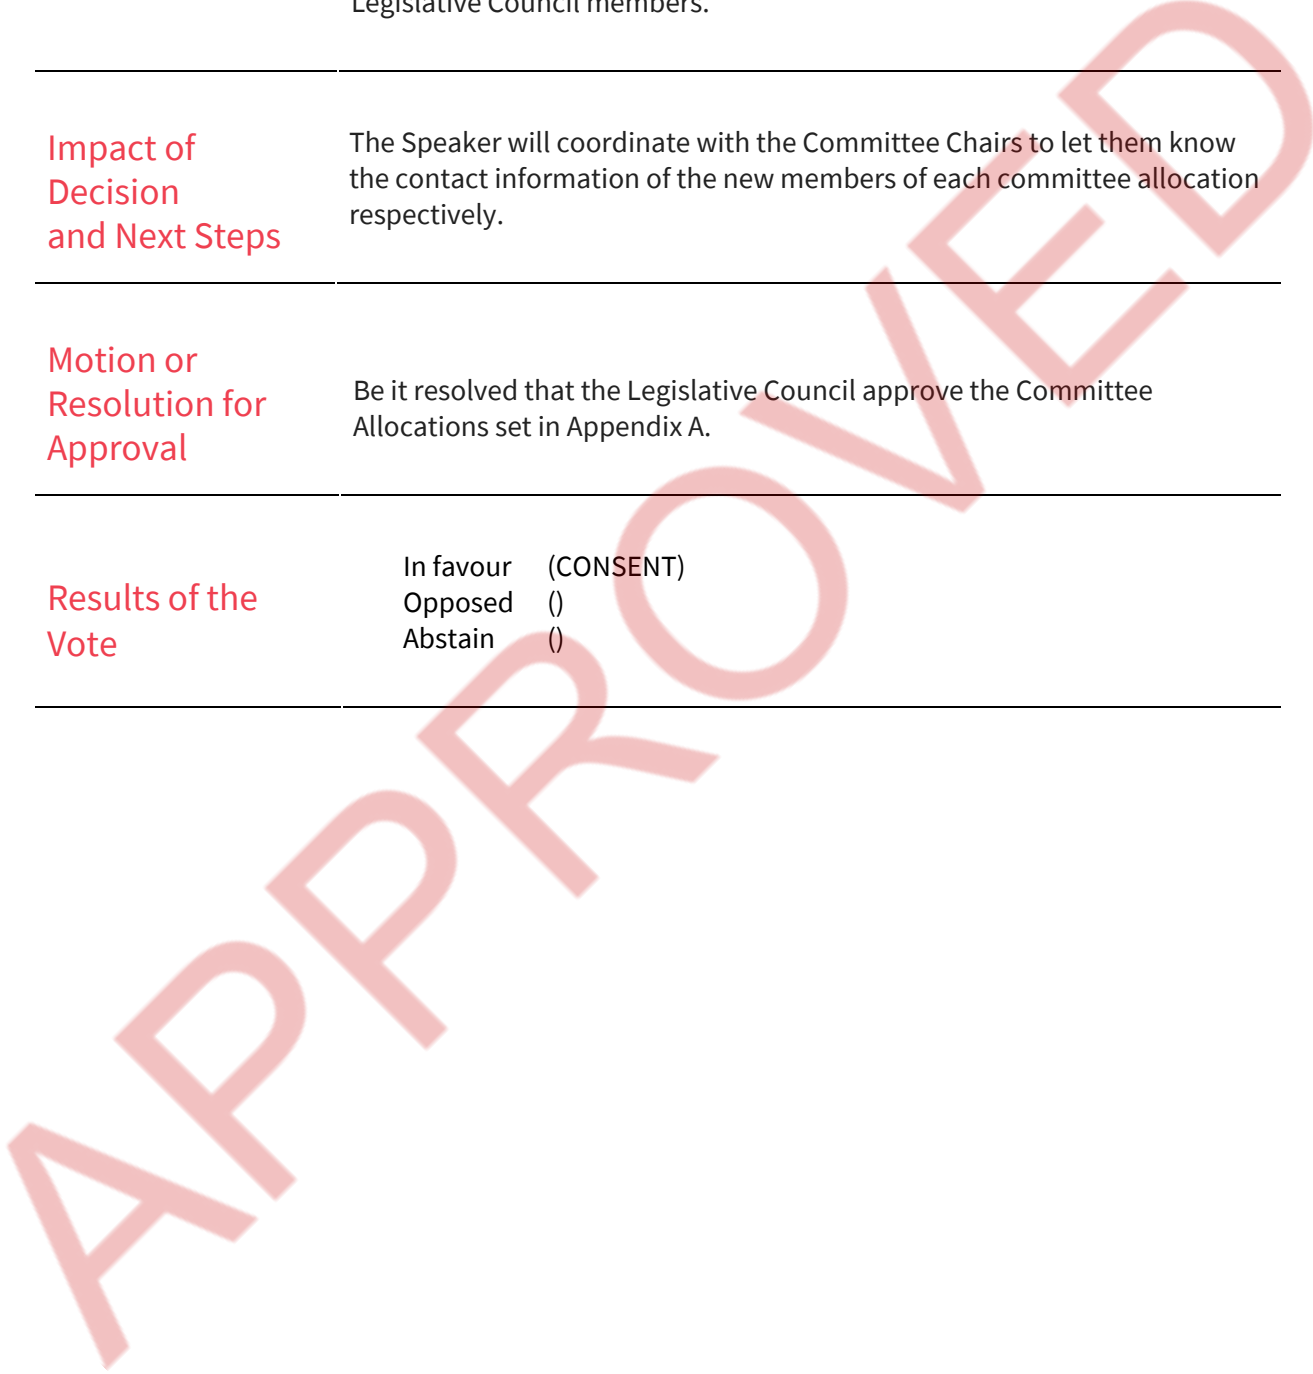 Legislative Council members.
Impact of
Decision
and Next Steps
The Speaker will coordinate with the Committee Chairs to let them know
the contact information of the new members of each committee allocation
respectively.
Motion or
Resolution for
Approval
Be it resolved that the Legislative Council approve the Committee
Allocations set in Appendix A.
Results of the
Vote
In favour (CONSENT)
Opposed ()
Abstain ()
APPROVED